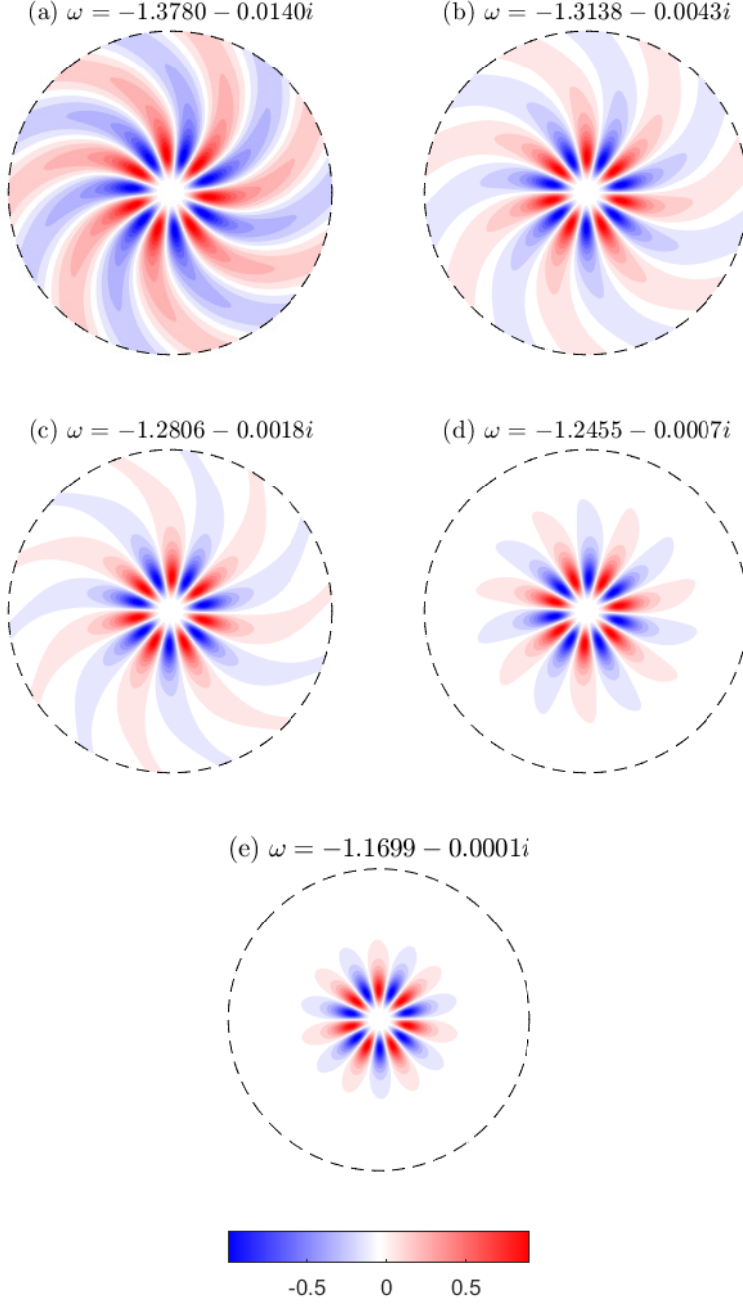 (a) ω = −1.3780 − 0.0140i
(b) ω = −1.3138 − 0.0043i
(c) ω = −1.2806 − 0.0018i
(d) ω = −1.2455 − 0.0007i
(e) ω = −1.1699 − 0.0001i
-0.5 0 0.5